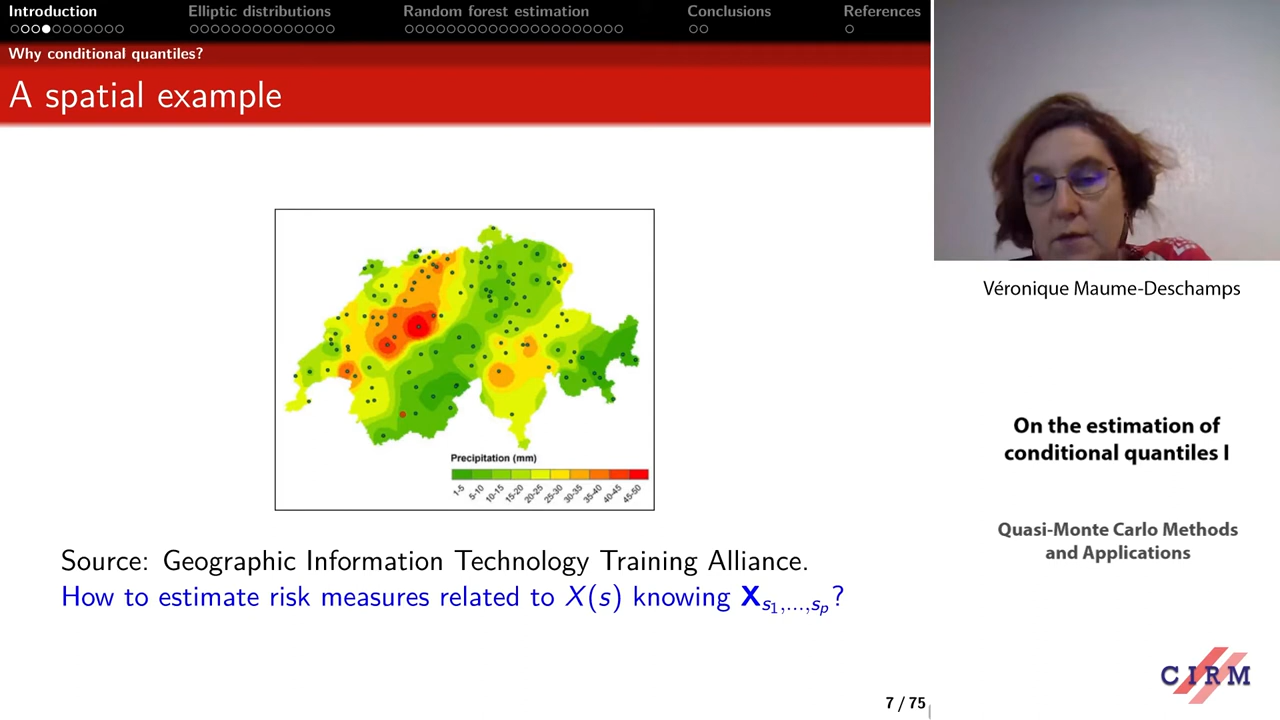 Introduction
Elliptic distributions
Random forest estimation
Conclusions
References
Why conditional quantiles?
A spatial example
Precipitation (mm)
1-5
5-10
10-15
15-20
20-25
25-30
30-35
35-40
40-45
45-50
Source: Geographic Information Technology Training Alliance.
How to estimate risk measures related to X(s) knowing X_{s_1,...,s_p}?
7 / 75
Véronique Maume-Deschamps
On the estimation of
conditional quantiles I
Quasi-Monte Carlo Methods
and Applications
CIRM